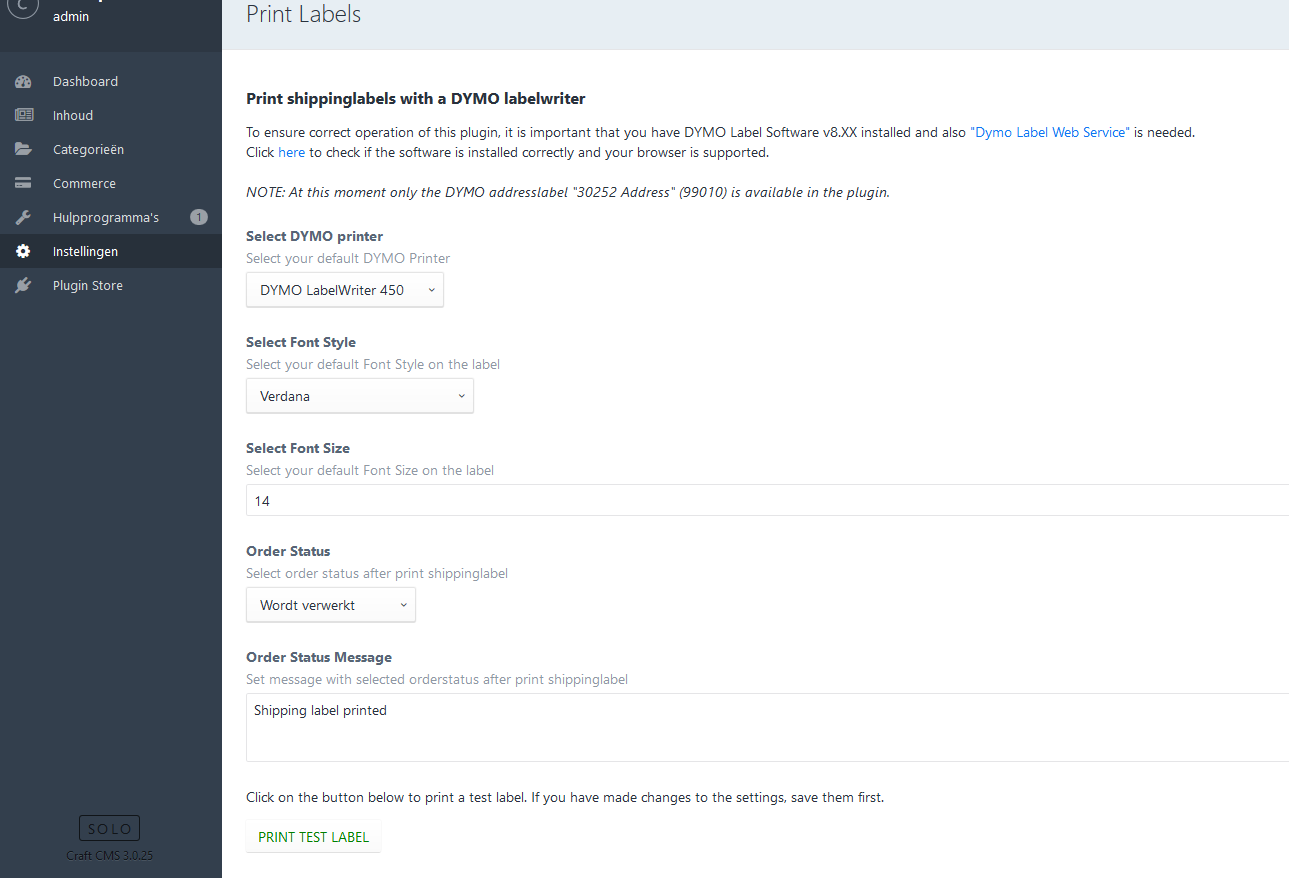 C
admin
Print Labels
Dashboard
Inhoud
Categorieën
Commerce
Hulpprogramma's 1
Instellingen
Plugin Store
SOLO
Craft CMS 3.0.25
Print shippinglabels with a DYMO labelwriter
To ensure correct operation of this plugin, it is important that you have DYMO Label Software v8.XX installed and also "Dymo Label Web Service" is needed.
Click here to check if the software is installed correctly and your browser is supported.
NOTE: At this moment only the DYMO addresslabel "30252 Address" (99010) is available in the plugin.
Select DYMO printer
Select your default DYMO Printer
DYMO LabelWriter 450
Select Font Style
Select your default Font Style on the label
Verdana
Select Font Size
Select your default Font Size on the label
14
Order Status
Select order status after print shippinglabel
Wordt verwerkt
Order Status Message
Set message with selected orderstatus after print shippinglabel
Shipping label printed
Click on the button below to print a test label. If you have made changes to the settings, save them first.
PRINT TEST LABEL